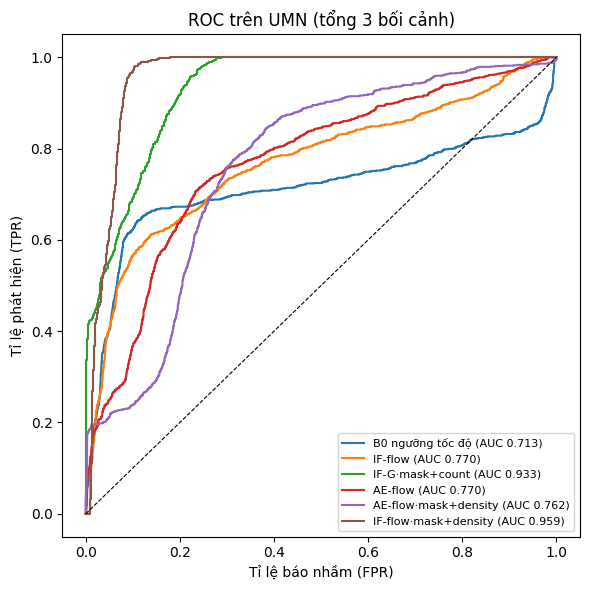 ROC trên UMN (tổng 3 bối cảnh)
Tỉ lệ phát hiện (TPR)
1.0
0.8
0.6
0.4
0.2
0.0
0.0 0.2 0.4 0.6 0.8 1.0
Tỉ lệ báo nhầm (FPR)
B0 ngưỡng tốc độ (AUC 0.713)
IF-flow (AUC 0.770)
IF-G·mask+count (AUC 0.933)
AE-flow (AUC 0.770)
AE-flow·mask+density (AUC 0.762)
IF-flow·mask+density (AUC 0.959)